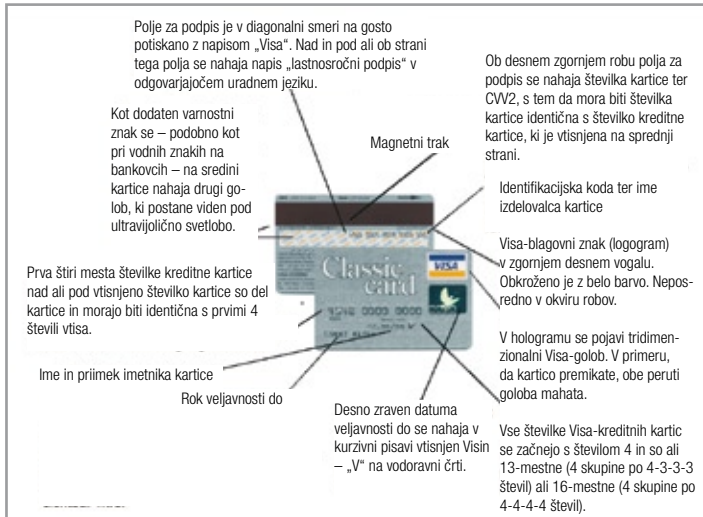 Polje za podpis je v diagonalni smeri na gosto
potiskano z napisom „Visa“. Nad in pod ali ob strani
tega polja se nahaja napis „lastnosročni podpis“ v
odgovarjajočem uradnem jeziku.
Ob desnem zgornjem robu polja za
podpis se nahaja številka kartice ter
CVV2, s tem da mora biti številka
kartice identična s številko kreditne
kartice, ki je vtisnjena na sprednji
strani.
Kot dodaten varnostni
znak se – podobno kot
pri vodnih znakih na
bankovcih – na sredini
kartice nahaja drugi go-
lob, ki postane viden pod
ultravijolično svetlobo.
Magnetni trak
Identifikacijska koda ter ime
izdelovalca kartice
Visa-blagovni znak (logogram)
v zgornjem desnem vogalu.
Obkroženo je z belo barvo. Nepos-
redno v okviru robov.
Prva štiri mesta številke kreditne kartice
nad ali pod vtisnjeno številko kartice so del
kartice in morajo biti identična s prvimi 4
števili vtisa.
Classic
card
VISA
0000 0000
V hologramu se pojavi tridimen-
zionalni Visa-golob. V primeru,
da kartico premikate, obe peruti
goloba mahata.
Ime in priimek imetnika kartice
Rok veljavnosti do
Desno zraven datuma
veljavnosti do se nahaja v
kurzivni pisavi vtisnjen Visin
– „V“ na vodoravni črti.
Vse številke Visa-kreditnih kartic
se začnejo s številom 4 in so ali
13-mestne (4 skupine po 4-3-3-3
števil) ali 16-mestne (4 skupine po
4-4-4-4 števil).